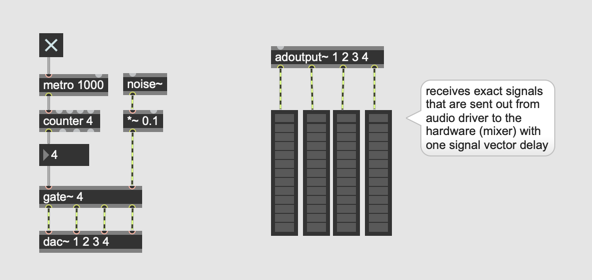 metro 1000
noise~
counter 4
*~ 0.1
4
gate~ 4
dac~ 1 2 3 4
adoutput~ 1 2 3 4
receives exact signals
that are sent out from
audio driver to the
hardware (mixer) with
one signal vector delay